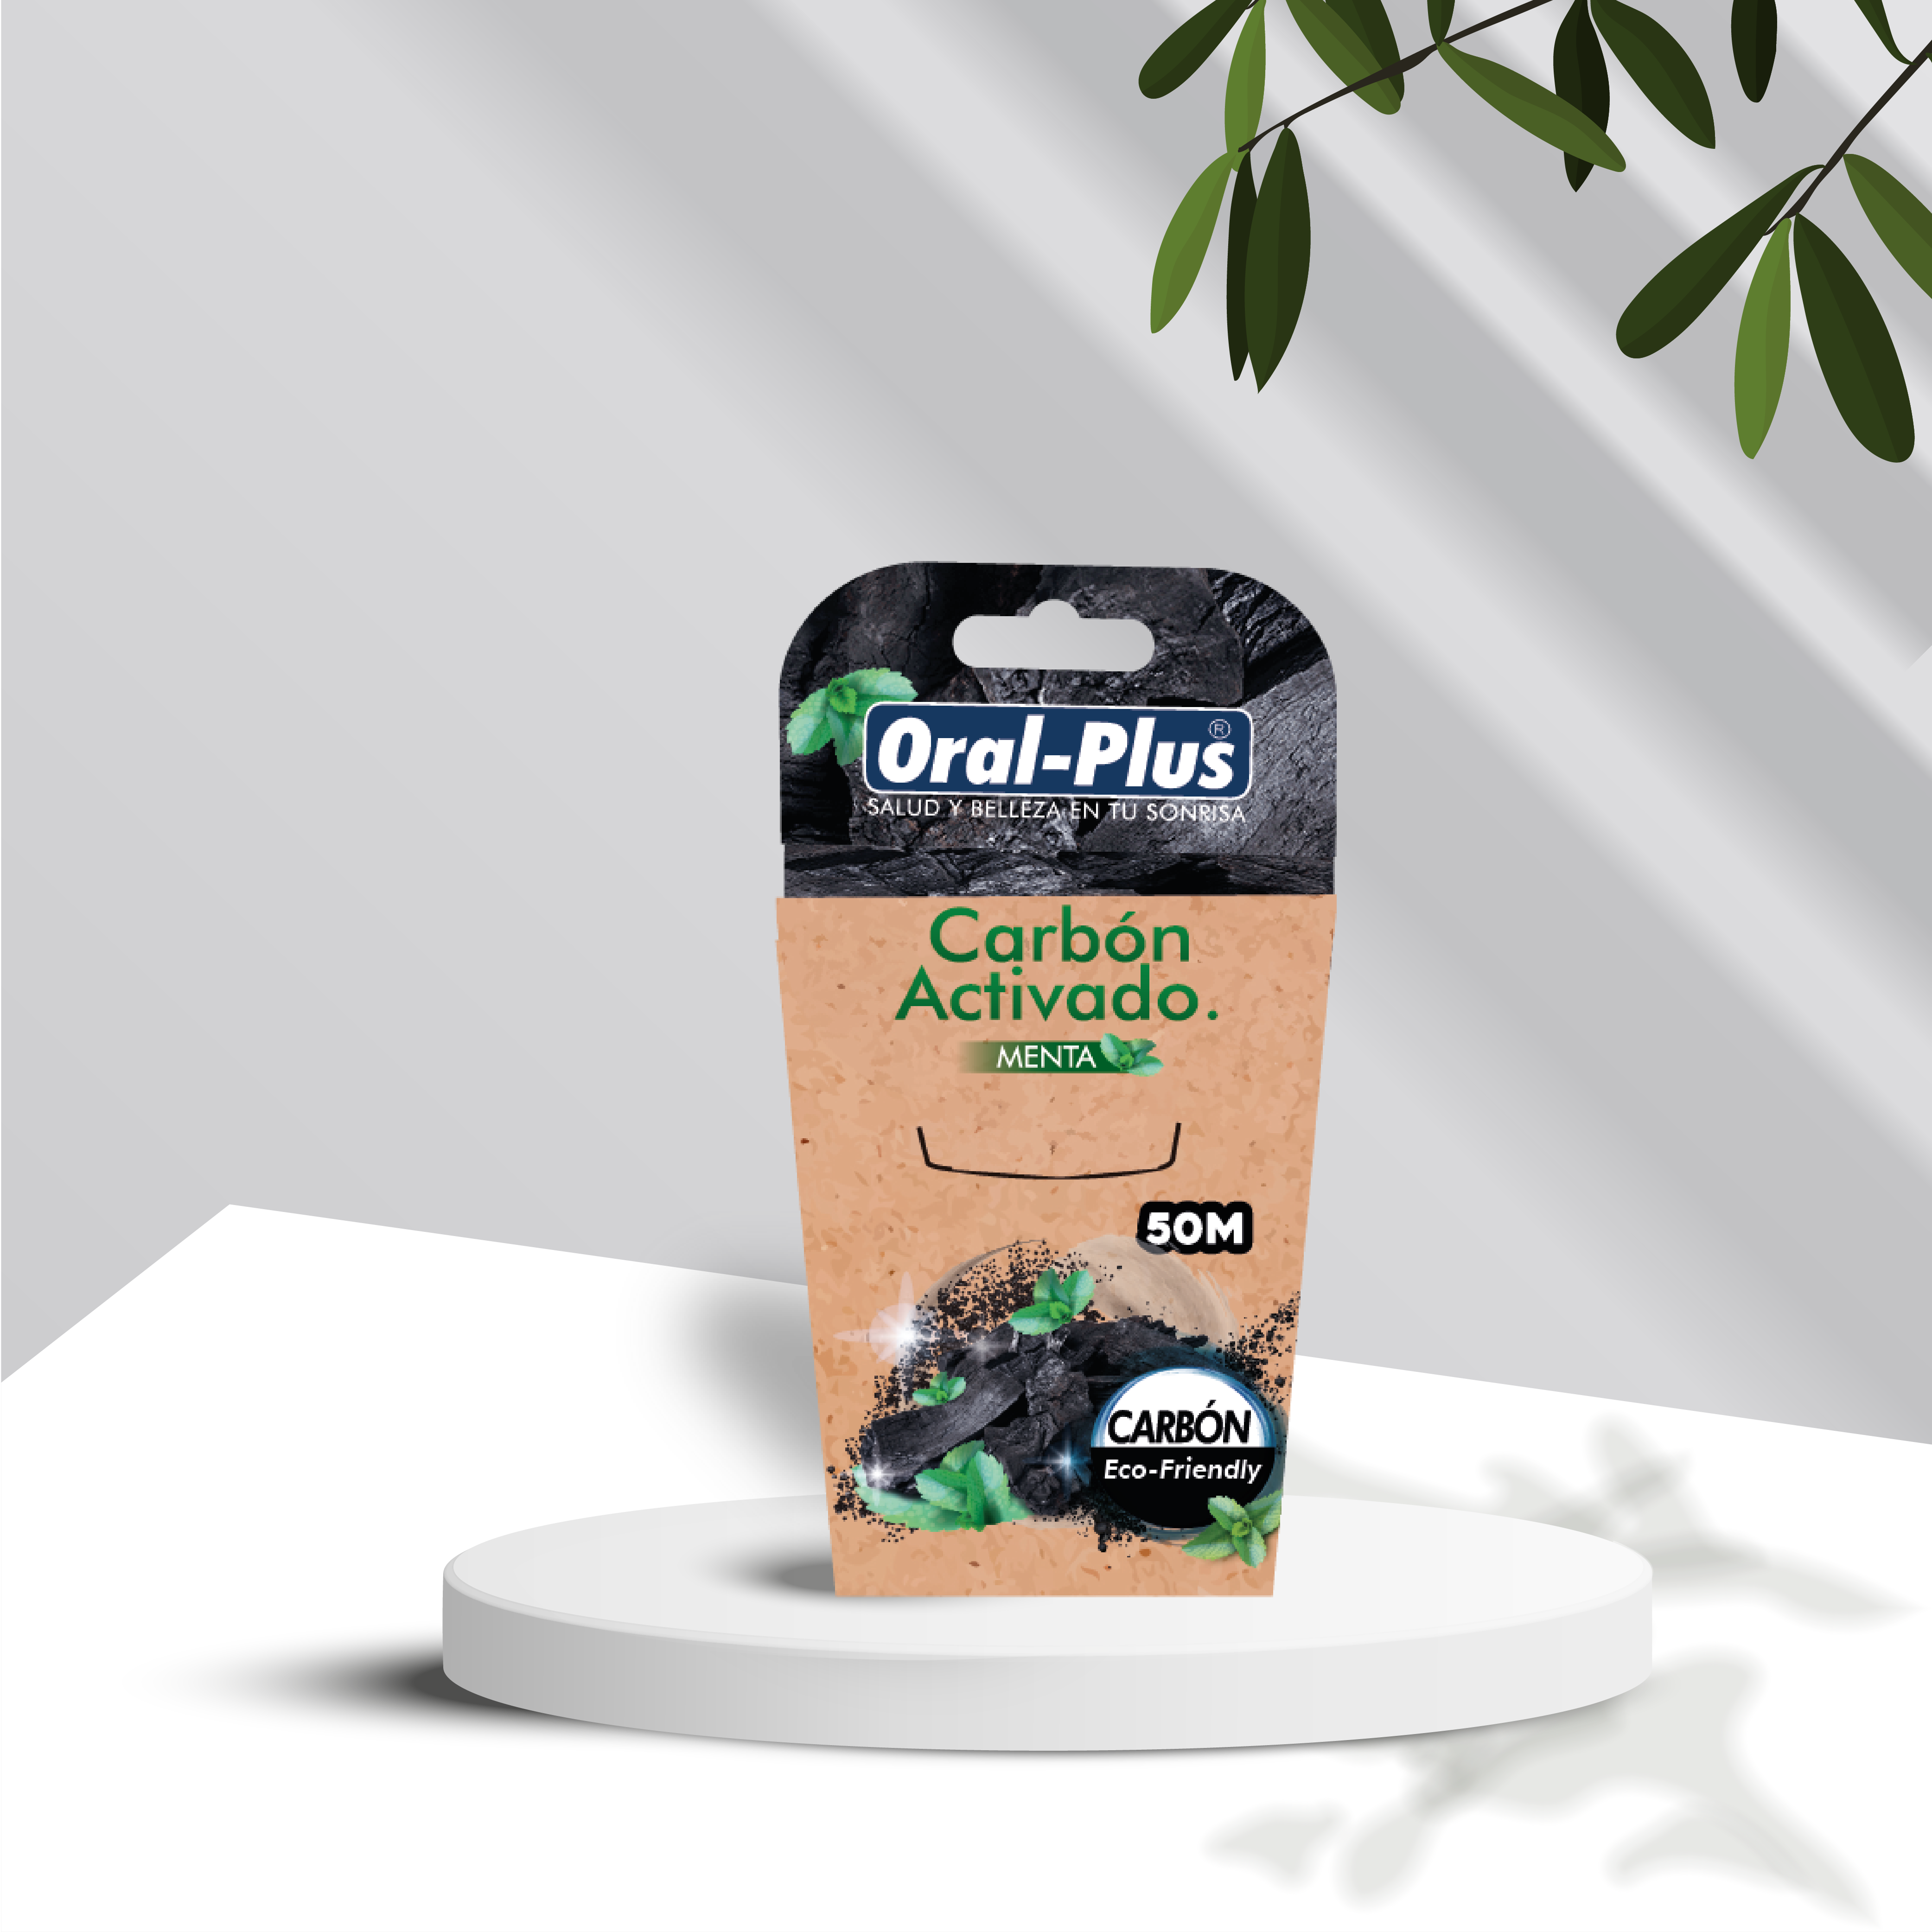 Oral-Plus®
SALUD Y BELLEZA EN TU SONRISA
Carbón
Activado.
MENTA
50M
CARBÓN
Eco-Friendly